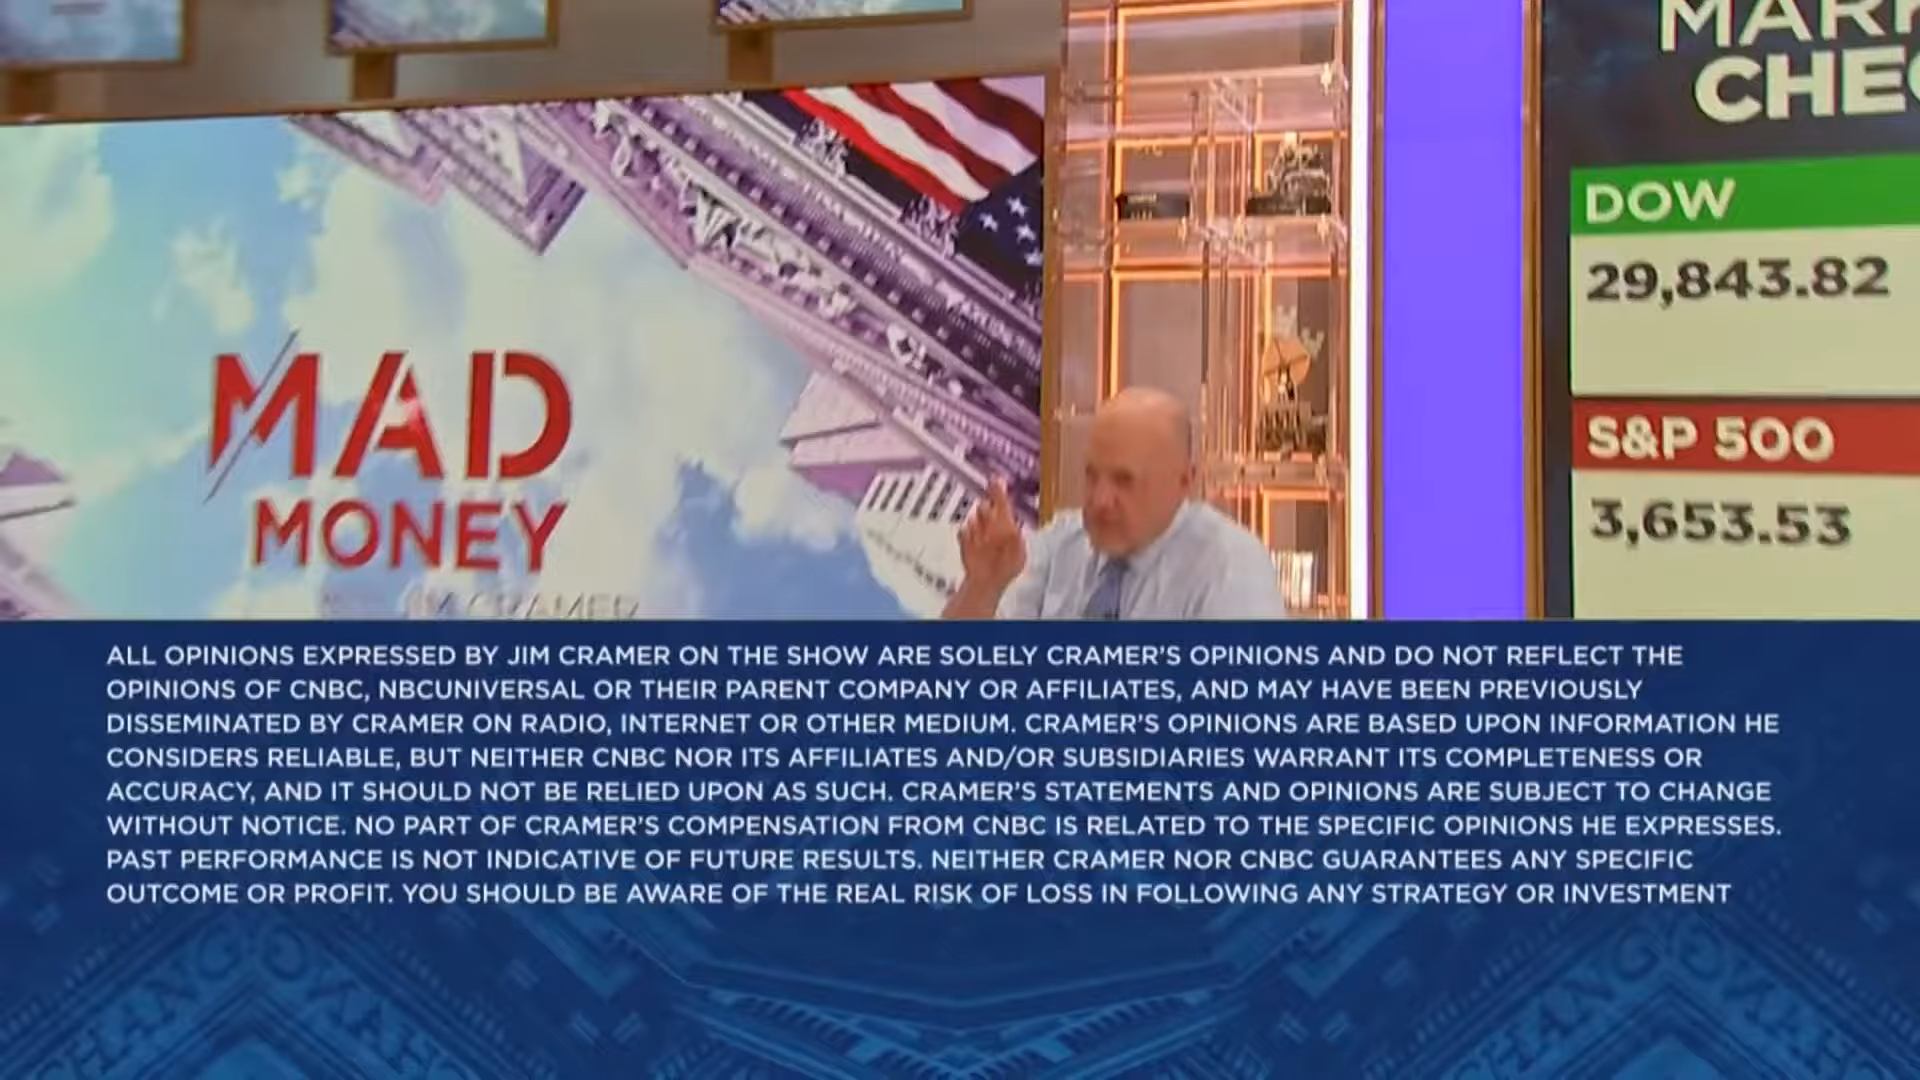 MAD
MONEY
JIM CRAMER
DOW
29,843.82
S&P 500
3,653.53
ALL OPINIONS EXPRESSED BY JIM CRAMER ON THE SHOW ARE SOLELY CRAMER'S OPINIONS AND DO NOT REFLECT THE
OPINIONS OF CNBC, NBCUNIVERSAL OR THEIR PARENT COMPANY OR AFFILIATES, AND MAY HAVE BEEN PREVIOUSLY
DISSEMINATED BY CRAMER ON RADIO, INTERNET OR OTHER MEDIUM. CRAMER'S OPINIONS ARE BASED UPON INFORMATION HE
CONSIDERS RELIABLE, BUT NEITHER CNBC NOR ITS AFFILIATES AND/OR SUBSIDIARIES WARRANT ITS COMPLETENESS OR
ACCURACY, AND IT SHOULD NOT BE RELIED UPON AS SUCH. CRAMER'S STATEMENTS AND OPINIONS ARE SUBJECT TO CHANGE
WITHOUT NOTICE. NO PART OF CRAMER'S COMPENSATION FROM CNBC IS RELATED TO THE SPECIFIC OPINIONS HE EXPRESSES.
PAST PERFORMANCE IS NOT INDICATIVE OF FUTURE RESULTS. NEITHER CRAMER NOR CNBC GUARANTEES ANY SPECIFIC
OUTCOME OR PROFIT. YOU SHOULD BE AWARE OF THE REAL RISK OF LOSS IN FOLLOWING ANY STRATEGY OR INVESTMENT